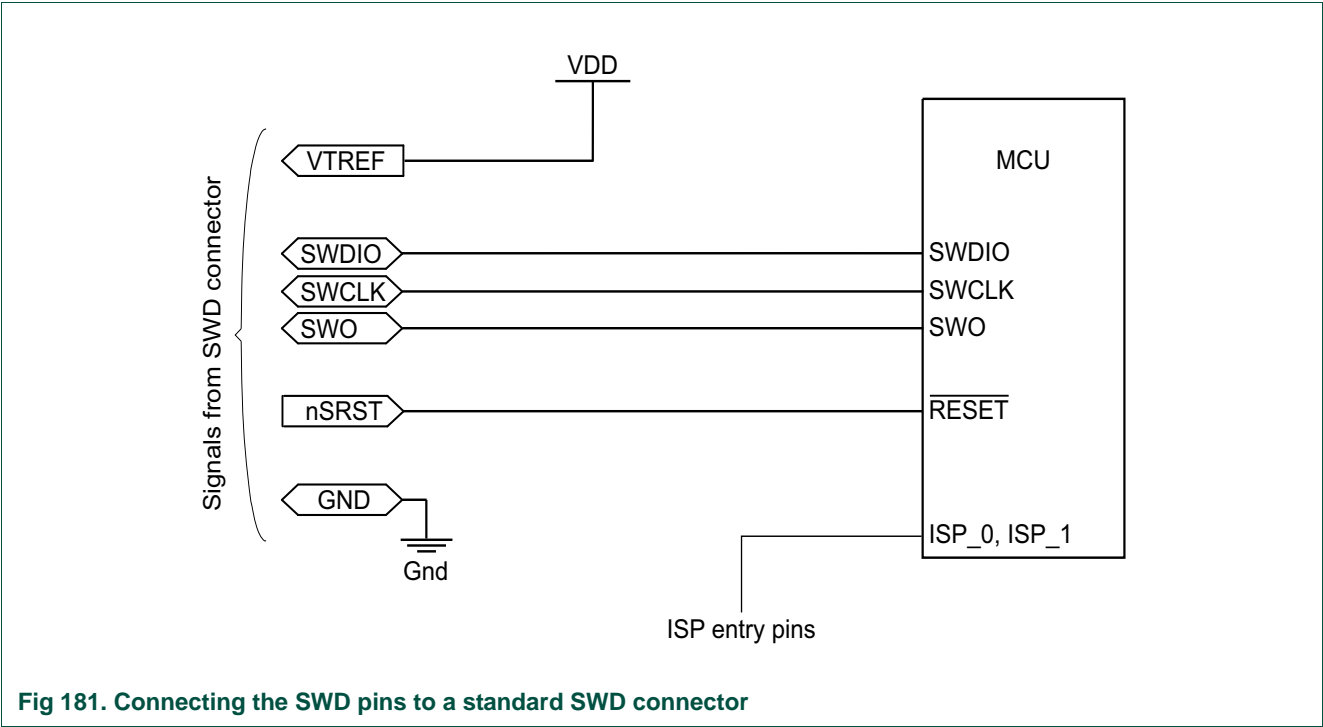 VDD
VTREF
MCU
Signals from SWD connector
SWDIO
SWDIO
SWCLK
SWCLK
SWO
SWO
nSRST
RESET
GND
Gnd
ISP_0, ISP_1
ISP entry pins
Fig 181. Connecting the SWD pins to a standard SWD connector